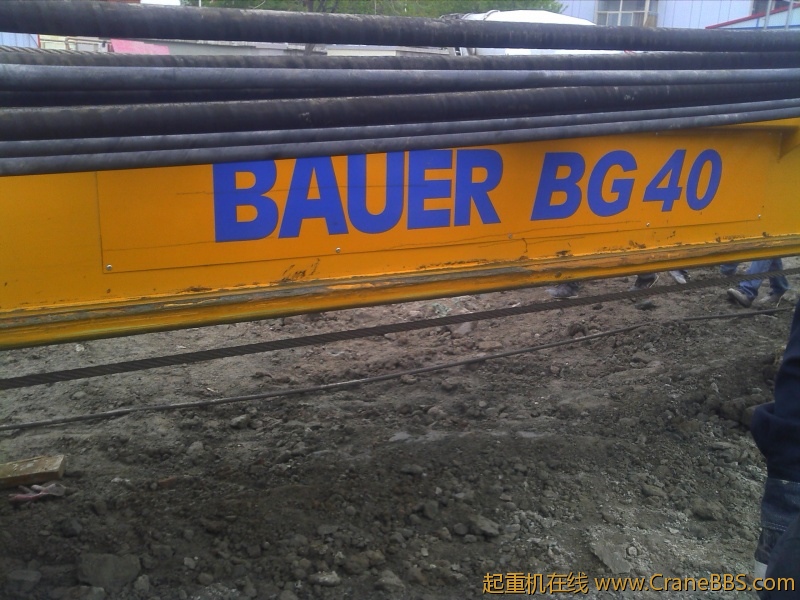 BAUER BG 40
起重机在线 www.CraneBBS.com